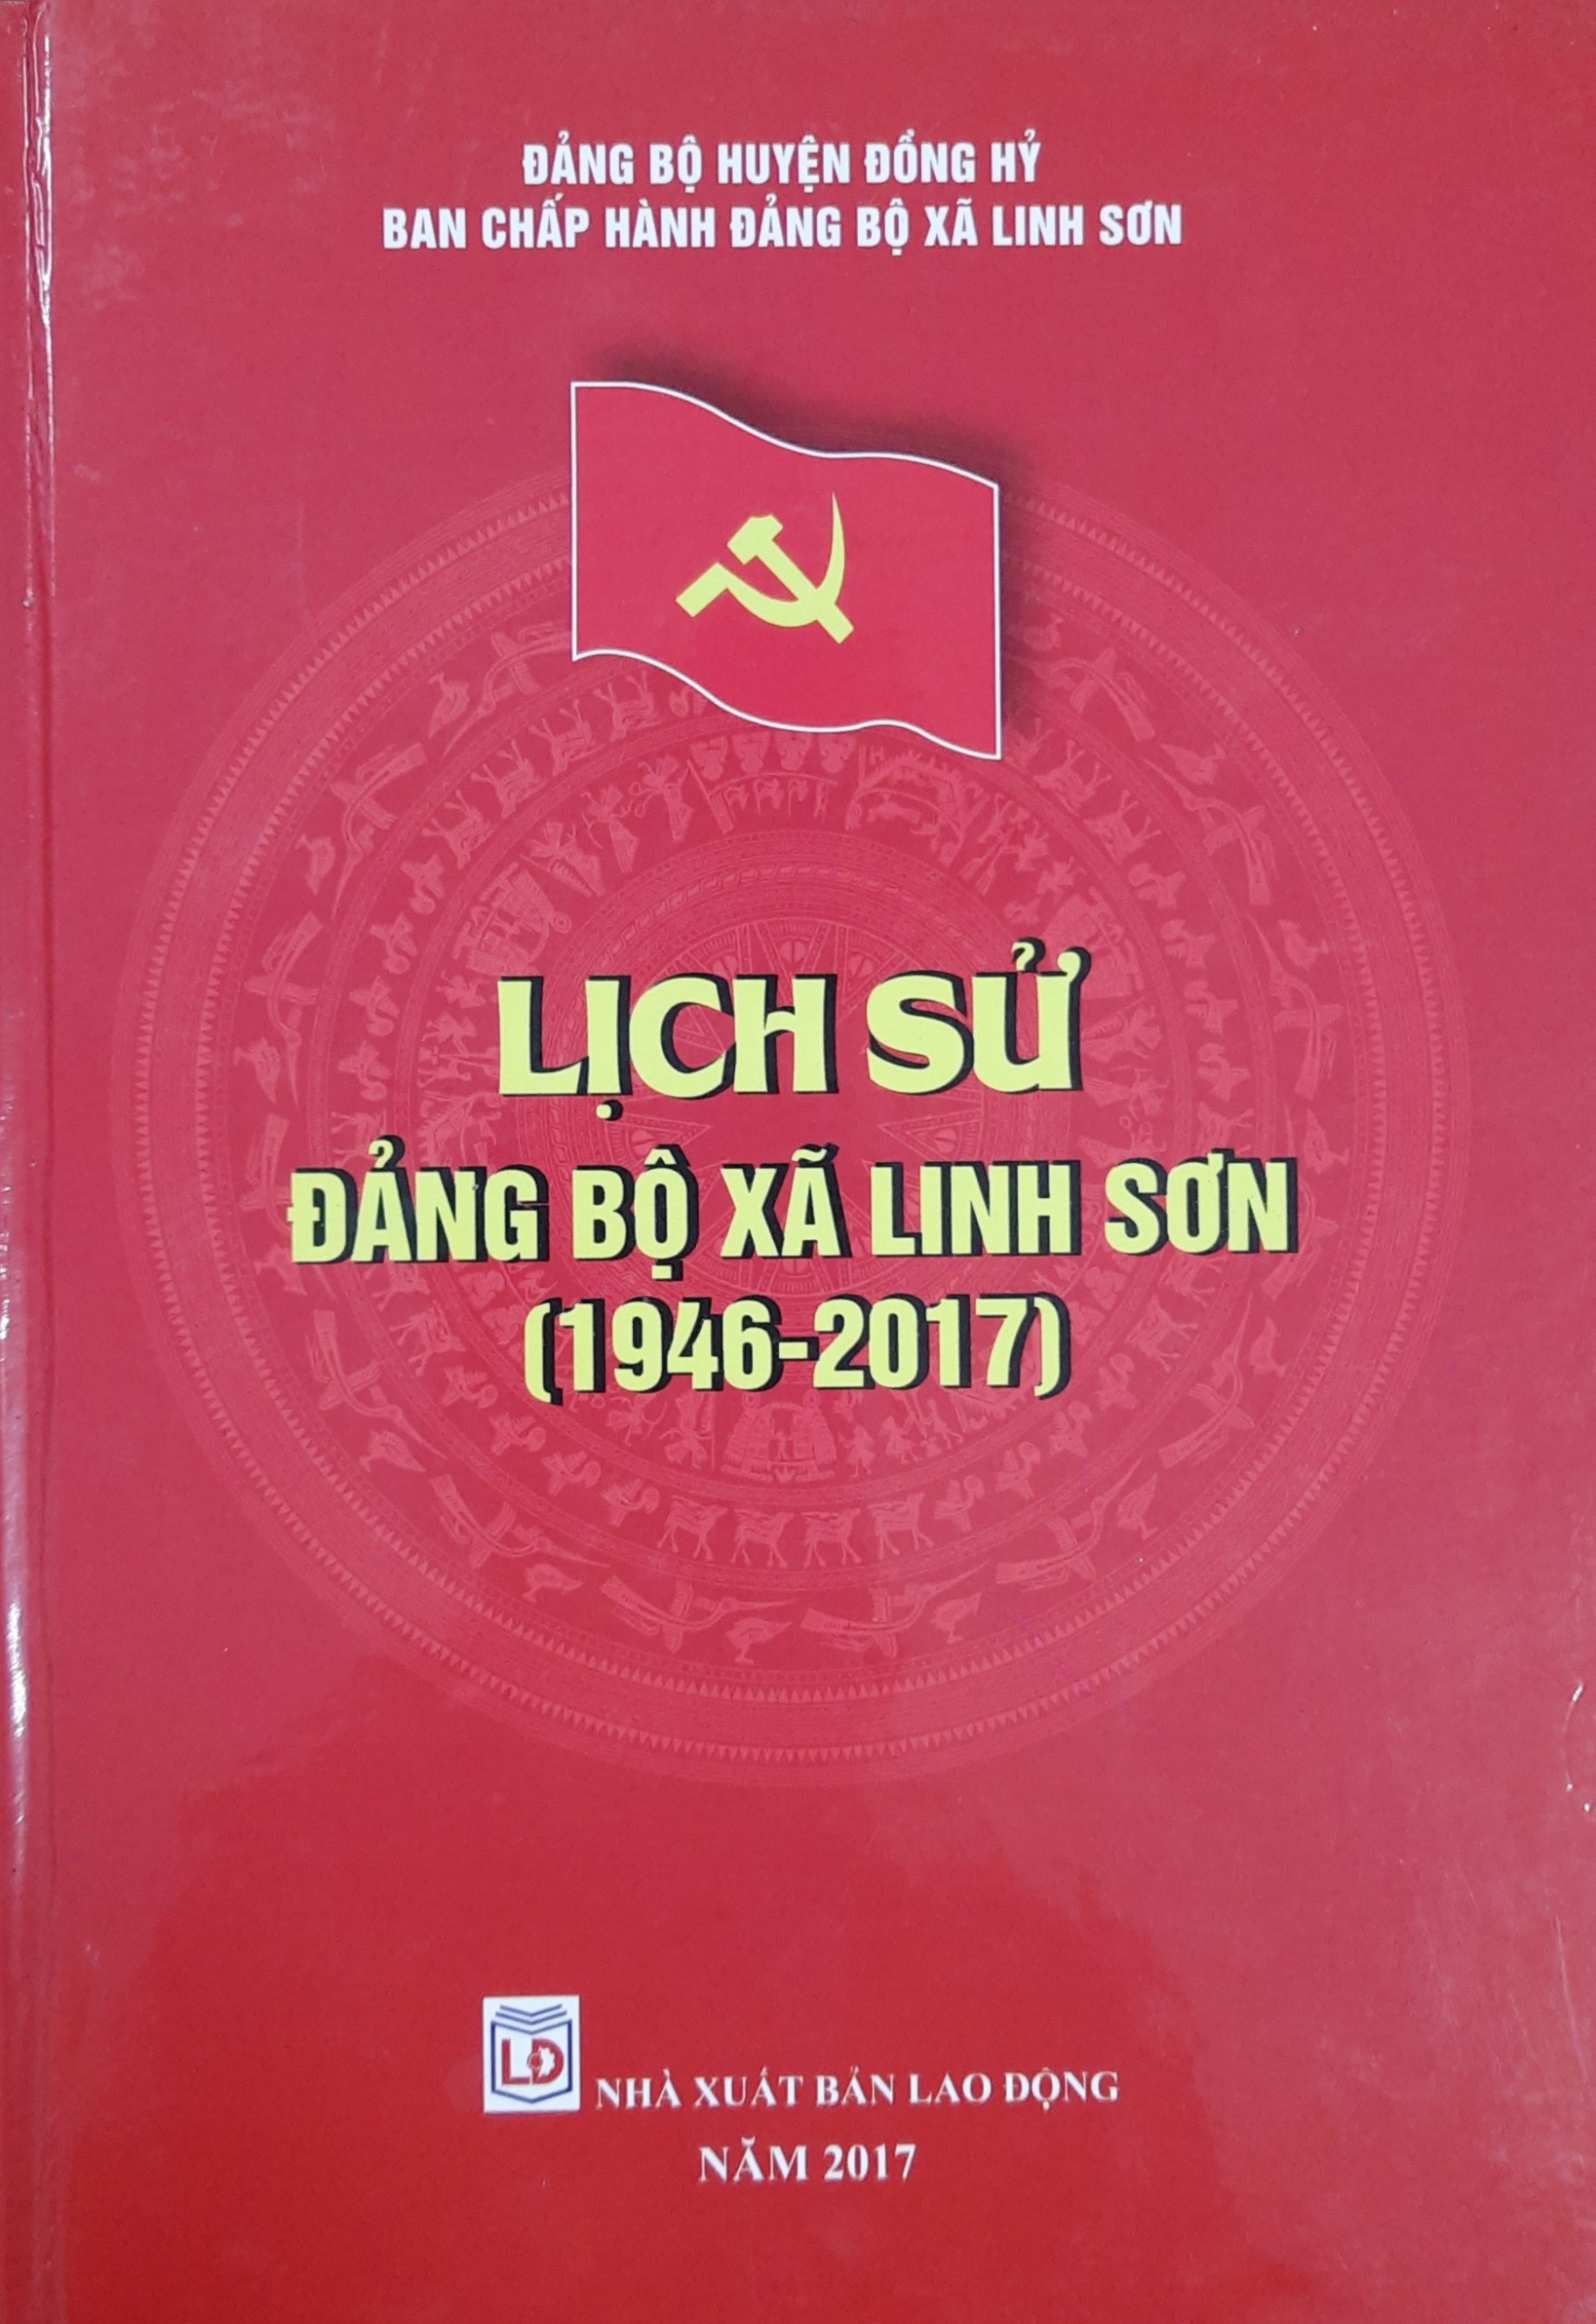 ĐẢNG BỘ HUYỆN ĐỒNG HỶ
BAN CHẤP HÀNH ĐẢNG BỘ XÃ LINH SƠN
LỊCH SỬ
ĐẢNG BỘ XÃ LINH SƠN
(1946-2017)
LĐ
NHÀ XUẤT BẢN LAO ĐỘNG
NĂM 2017